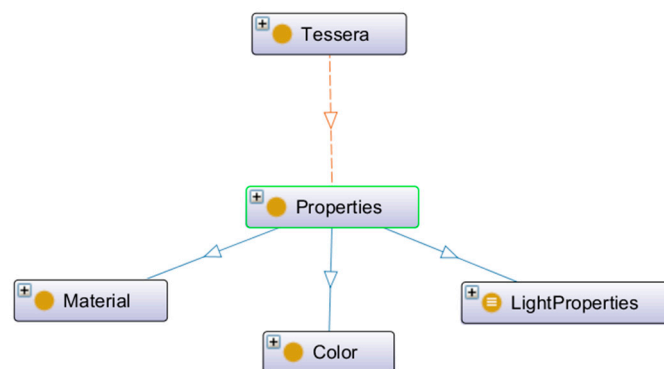 Tessera
Properties
Material
LightProperties
Color